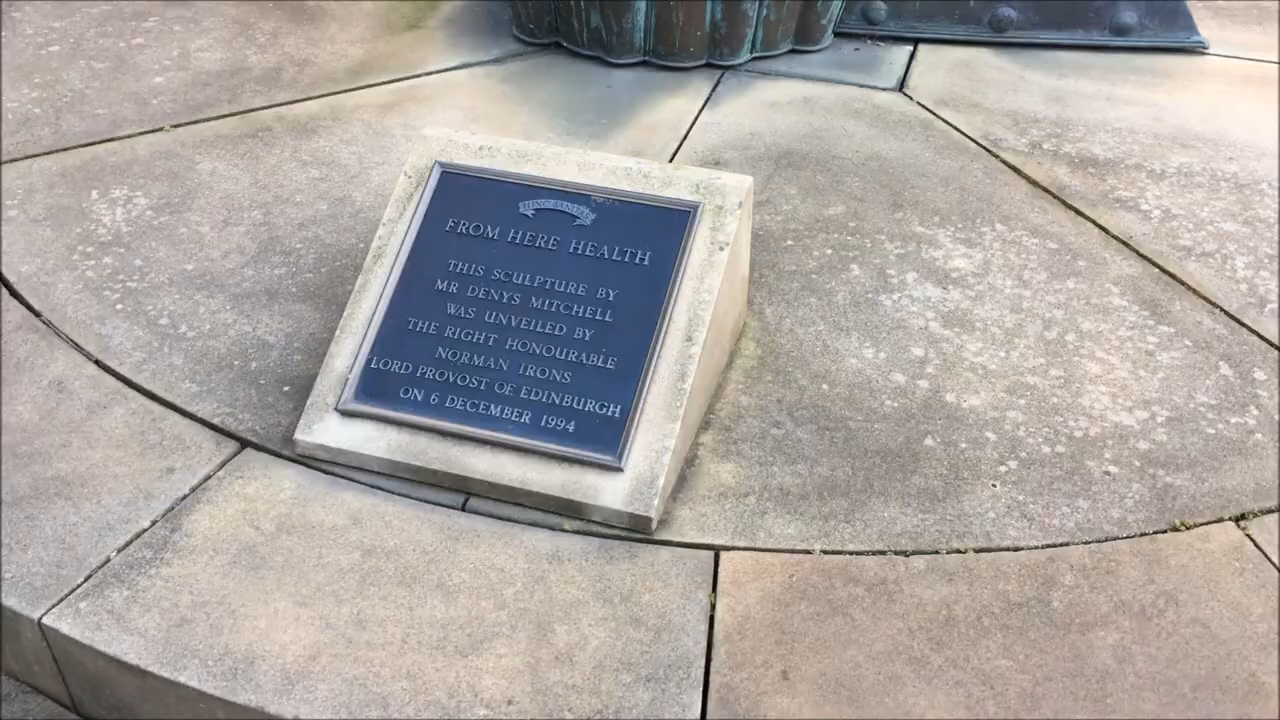 HINC SANITAS
FROM HERE HEALTH
THIS SCULPTURE BY
MR DENYS MITCHELL
WAS UNVEILED BY
THE RIGHT HONOURABLE
NORMAN IRONS
LORD PROVOST OF EDINBURGH
ON 6 DECEMBER 1994